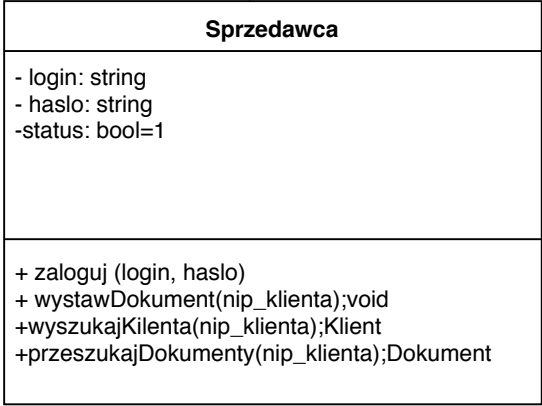 Sprzedawca
- login: string
- haslo: string
-status: bool=1
+ zaloguj (login, haslo)
+ wystawDokument(nip_klienta);void
+wyszukajKilenta(nip_klienta);Klient
+przeszukajDokumenty(nip_klienta);Dokument